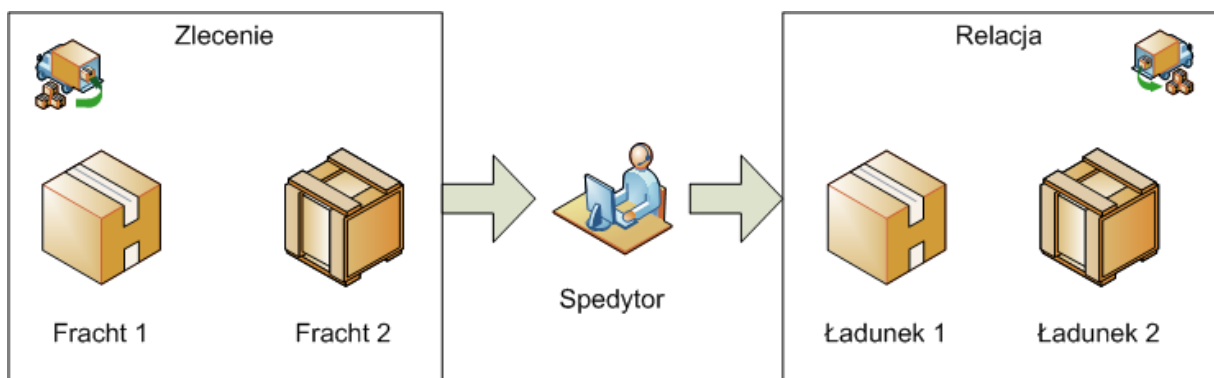 Zlecenie
Fracht 1
Fracht 2
Spedytor
Relacja
Ładunek 1
Ładunek 2